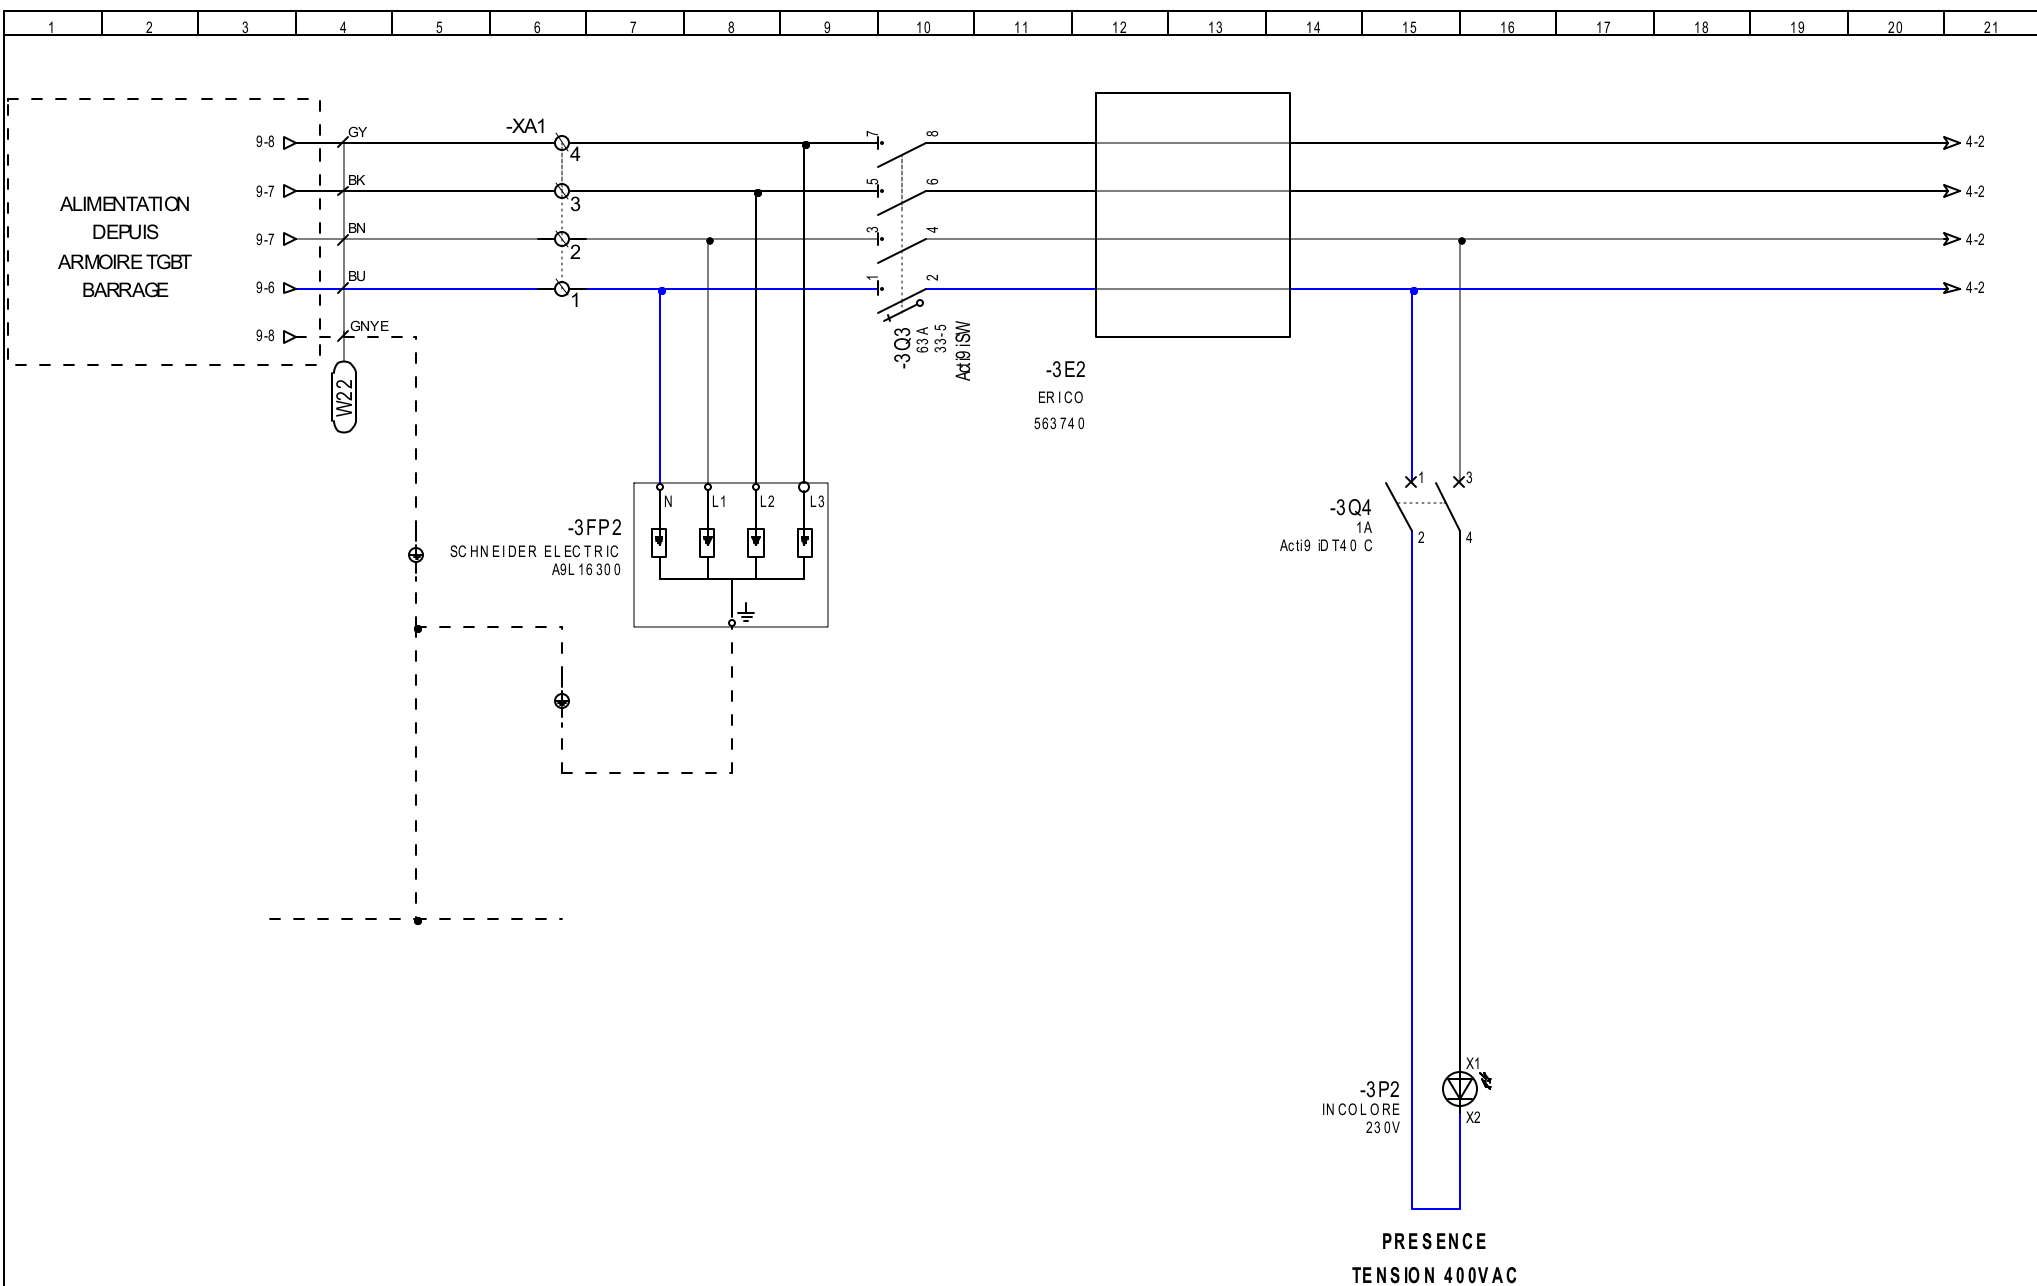 1 2 3 4 5 6 7 8 9 10 11 12 13 14 15 16 17 18 19 20 21
ALIMENTATION
DEPUIS
ARMOIRE TGBT
BARRAGE
9-8
9-7
9-7
9-6
9-8
GY
BK
BN
BU
GNYE
W22
-XA1
4
3
2
1
7 8
5 6
3 4
1 2
-3Q3
63A
33-5
Acti9 iSW
-3E2
ERICO
563740
4-2
4-2
4-2
4-2
-3FP2
SCHNEIDER ELECTRIC
A9L16300
N L1 L2 L3
-3Q4
1A
Acti9 iDT40 C
1 3
2 4
-3P2
INCOLORE
230V
X1
X2
PRESENCE
TENSION 400VAC